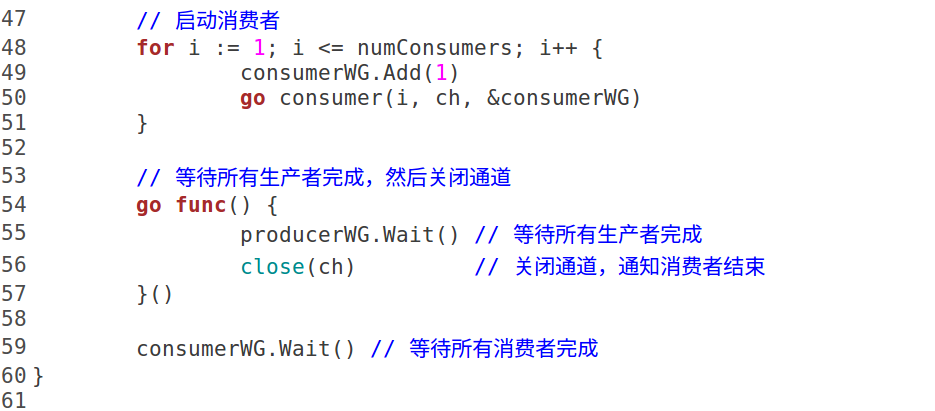 47 // 启动消费者
48 for i := 1; i <= numConsumers; i++ {
49 consumerWG.Add(1)
50 go consumer(i, ch, &consumerWG)
51 }
52
53 // 等待所有生产者完成，然后关闭通道
54 go func() {
55 producerWG.Wait() // 等待所有生产者完成
56 close(ch) // 关闭通道，通知消费者结束
57 }()
58
59 consumerWG.Wait() // 等待所有消费者完成
60 }
61